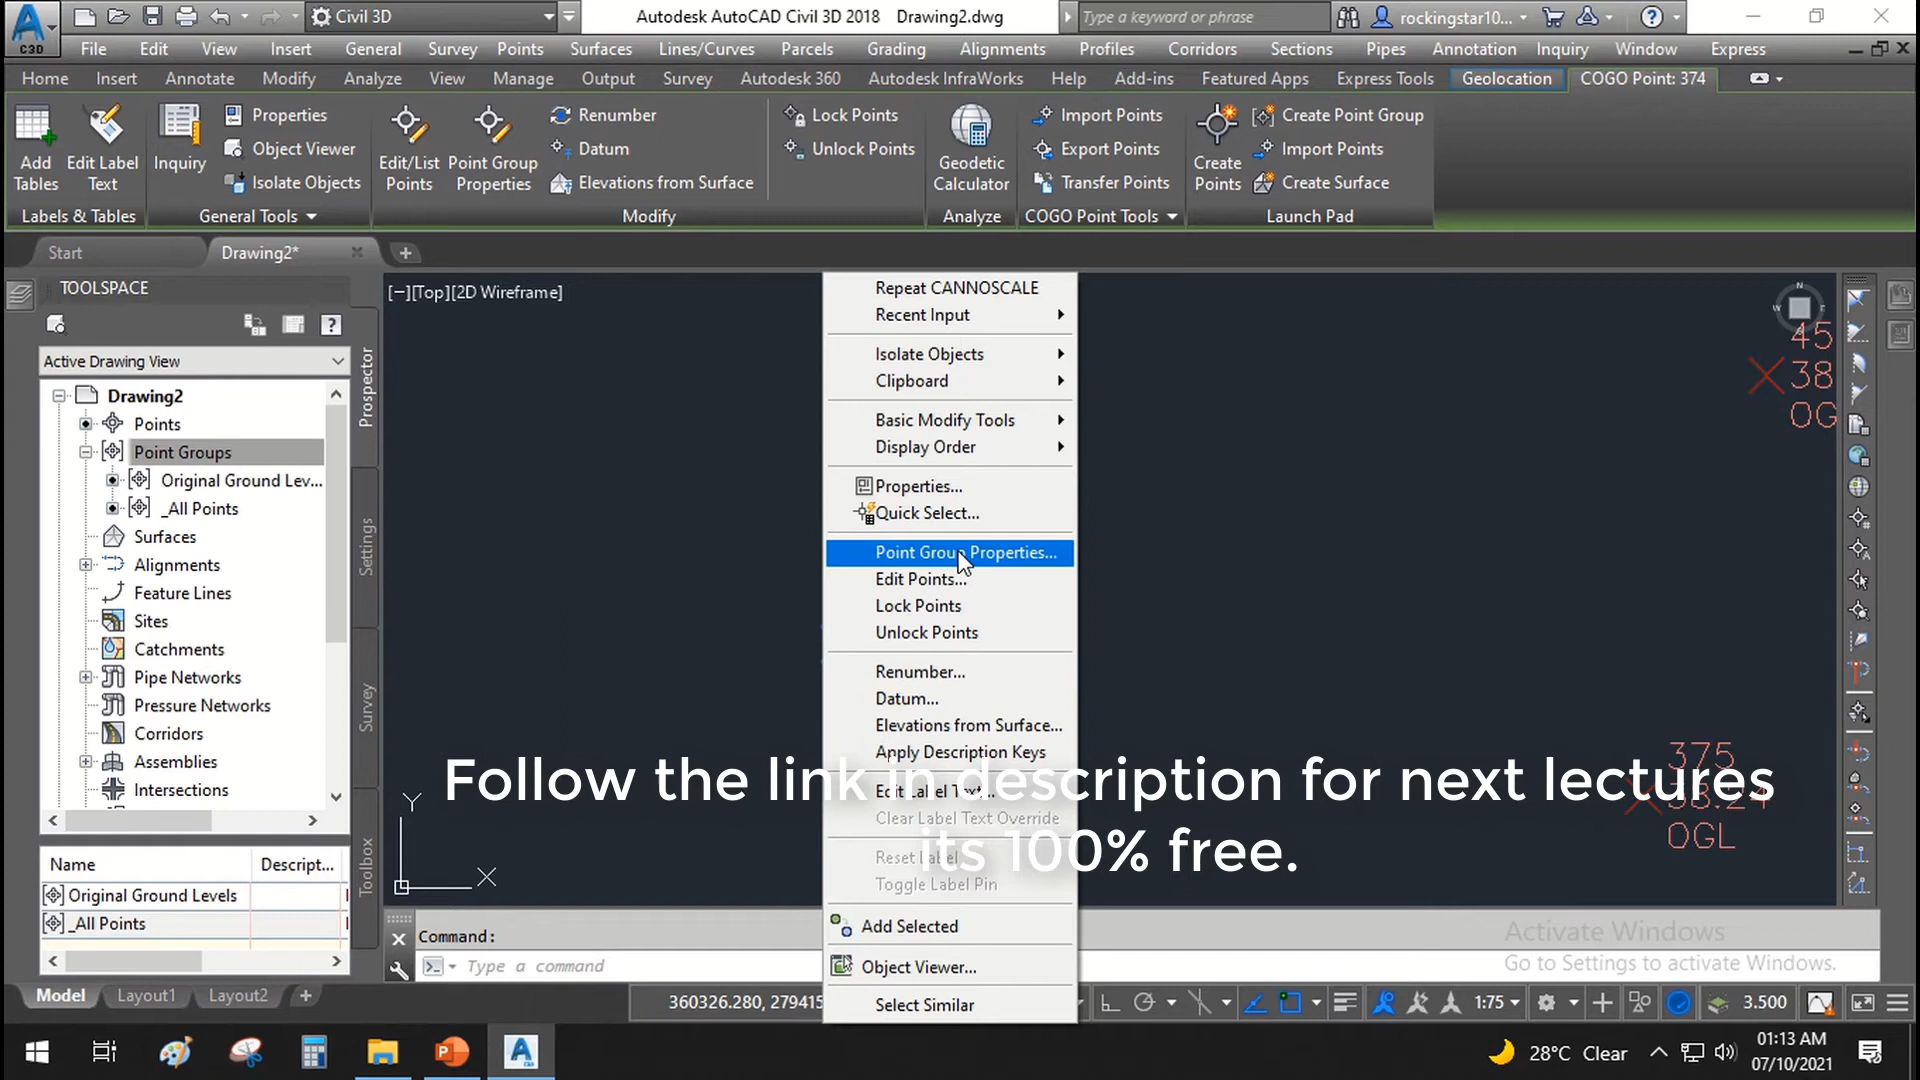 C3D
Civil 3D
Autodesk AutoCAD Civil 3D 2018 Drawing2.dwg
Type a keyword or phrase
rockingstar10...
File Edit View Insert General Survey Points Surfaces Lines/Curves Parcels Grading Alignments Profiles Corridors Sections Pipes Annotation Inquiry Window Express
Home Insert Annotate Modify Analyze View Manage Output Survey Autodesk 360 Autodesk InfraWorks Help Add-ins Featured Apps Express Tools Geolocation COGO Point: 374
Add Tables
Edit Label Text
Labels & Tables
Inquiry
Properties
Object Viewer
Isolate Objects
General Tools
Edit/List Points
Point Group Properties
Renumber
Datum
Elevations from Surface
Lock Points
Unlock Points
Modify
Geodetic Calculator
Analyze
Import Points
Export Points
Transfer Points
COGO Point Tools
Create Points
Create Point Group
Import Points
Create Surface
Launch Pad
Start
Drawing2*
TOOLSPACE
Active Drawing View
Drawing2
Points
Point Groups
Original Ground Lev...
_All Points
Surfaces
Alignments
Feature Lines
Sites
Catchments
Pipe Networks
Pressure Networks
Corridors
Assemblies
Intersections
Prospector
Settings
Survey
Toolbox
Name Descript...
Original Ground Levels
_All Points
[−][Top][2D Wireframe]
Repeat CANNOSCALE
Recent Input
Isolate Objects
Clipboard
Basic Modify Tools
Display Order
Properties...
Quick Select...
Point Group Properties...
Edit Points...
Lock Points
Unlock Points
Renumber...
Datum...
Elevations from Surface...
Apply Description Keys
Edit Label Text...
Clear Label Text Override
Reset Label
Toggle Label Pin
Add Selected
Object Viewer...
Select Similar
N
W
45
38
OG
375
38.24
OGL
Y
X
Follow the link in description for next lectures
its 100% free.
Command:
Type a command
Activate Windows
Go to Settings to activate Windows.
Model Layout1 Layout2
360326.280, 279415
1:75
3.500
28°C Clear
01:13 AM
07/10/2021